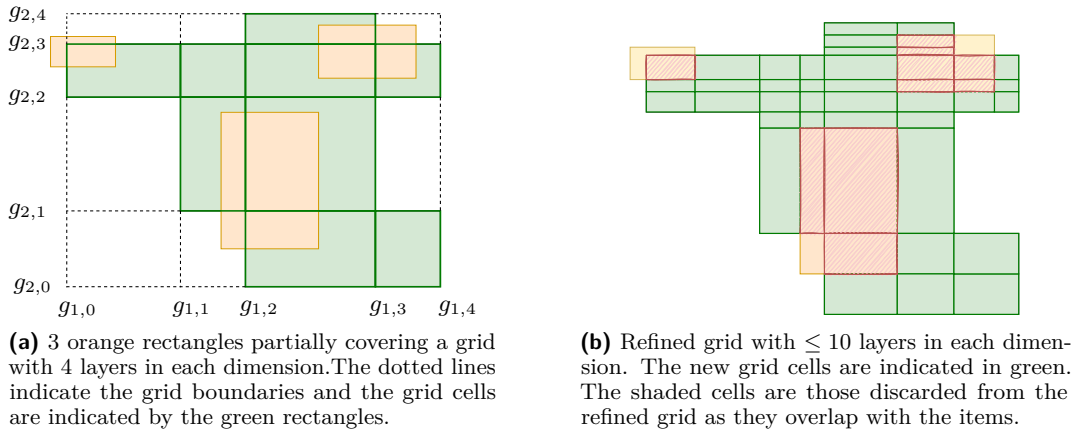 g2,4
g2,3
g2,2
g2,1
g2,0
g1,0 g1,1 g1,2 g1,3 g1,4
(a) 3 orange rectangles partially covering a grid
with 4 layers in each dimension.The dotted lines
indicate the grid boundaries and the grid cells
are indicated by the green rectangles.
(b) Refined grid with ≤ 10 layers in each dimen-
sion. The new grid cells are indicated in green.
The shaded cells are those discarded from the
refined grid as they overlap with the items.